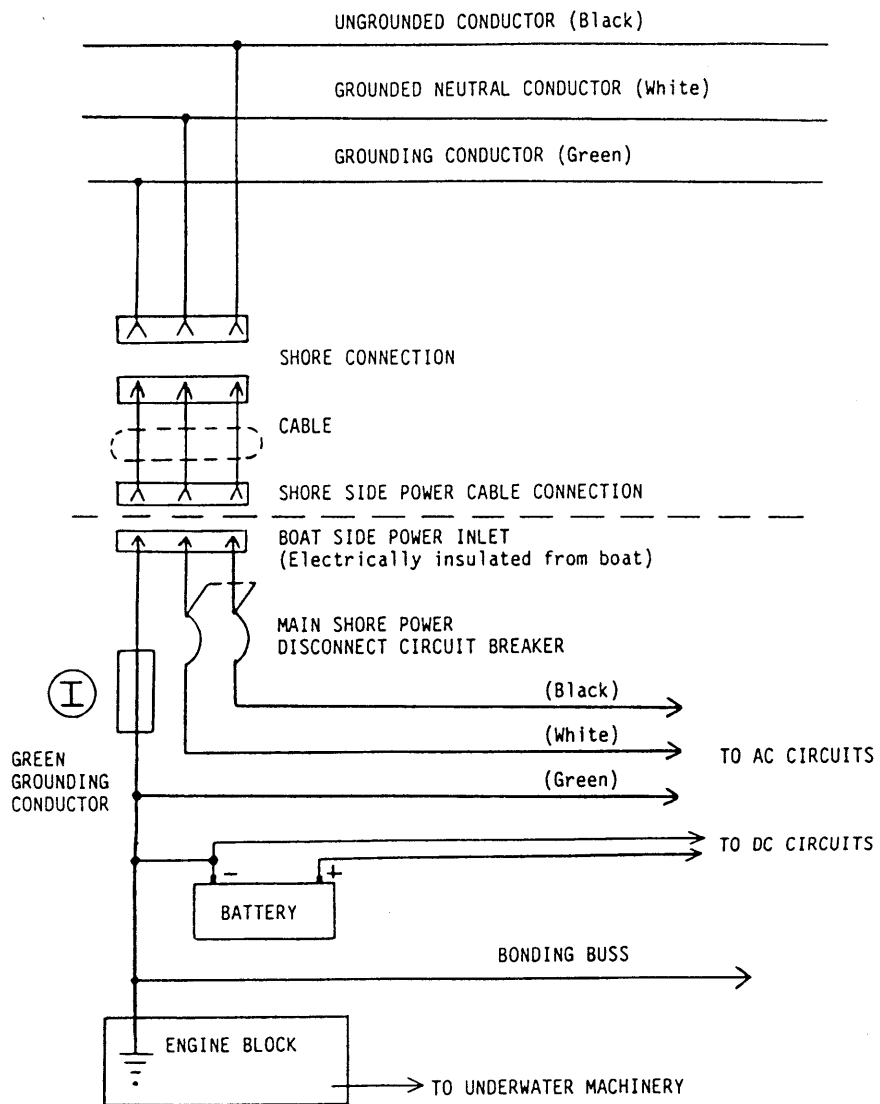 UNGROUNDED CONDUCTOR (Black)
GROUNDED NEUTRAL CONDUCTOR (White)
GROUNDING CONDUCTOR (Green)
SHORE CONNECTION
CABLE
SHORE SIDE POWER CABLE CONNECTION
BOAT SIDE POWER INLET
(Electrically insulated from boat)
MAIN SHORE POWER
DISCONNECT CIRCUIT BREAKER
I
(Black)
(White)
TO AC CIRCUITS
GREEN
GROUNDING
CONDUCTOR
(Green)
TO DC CIRCUITS
- +
BATTERY
BONDING BUSS
ENGINE BLOCK
TO UNDERWATER MACHINERY